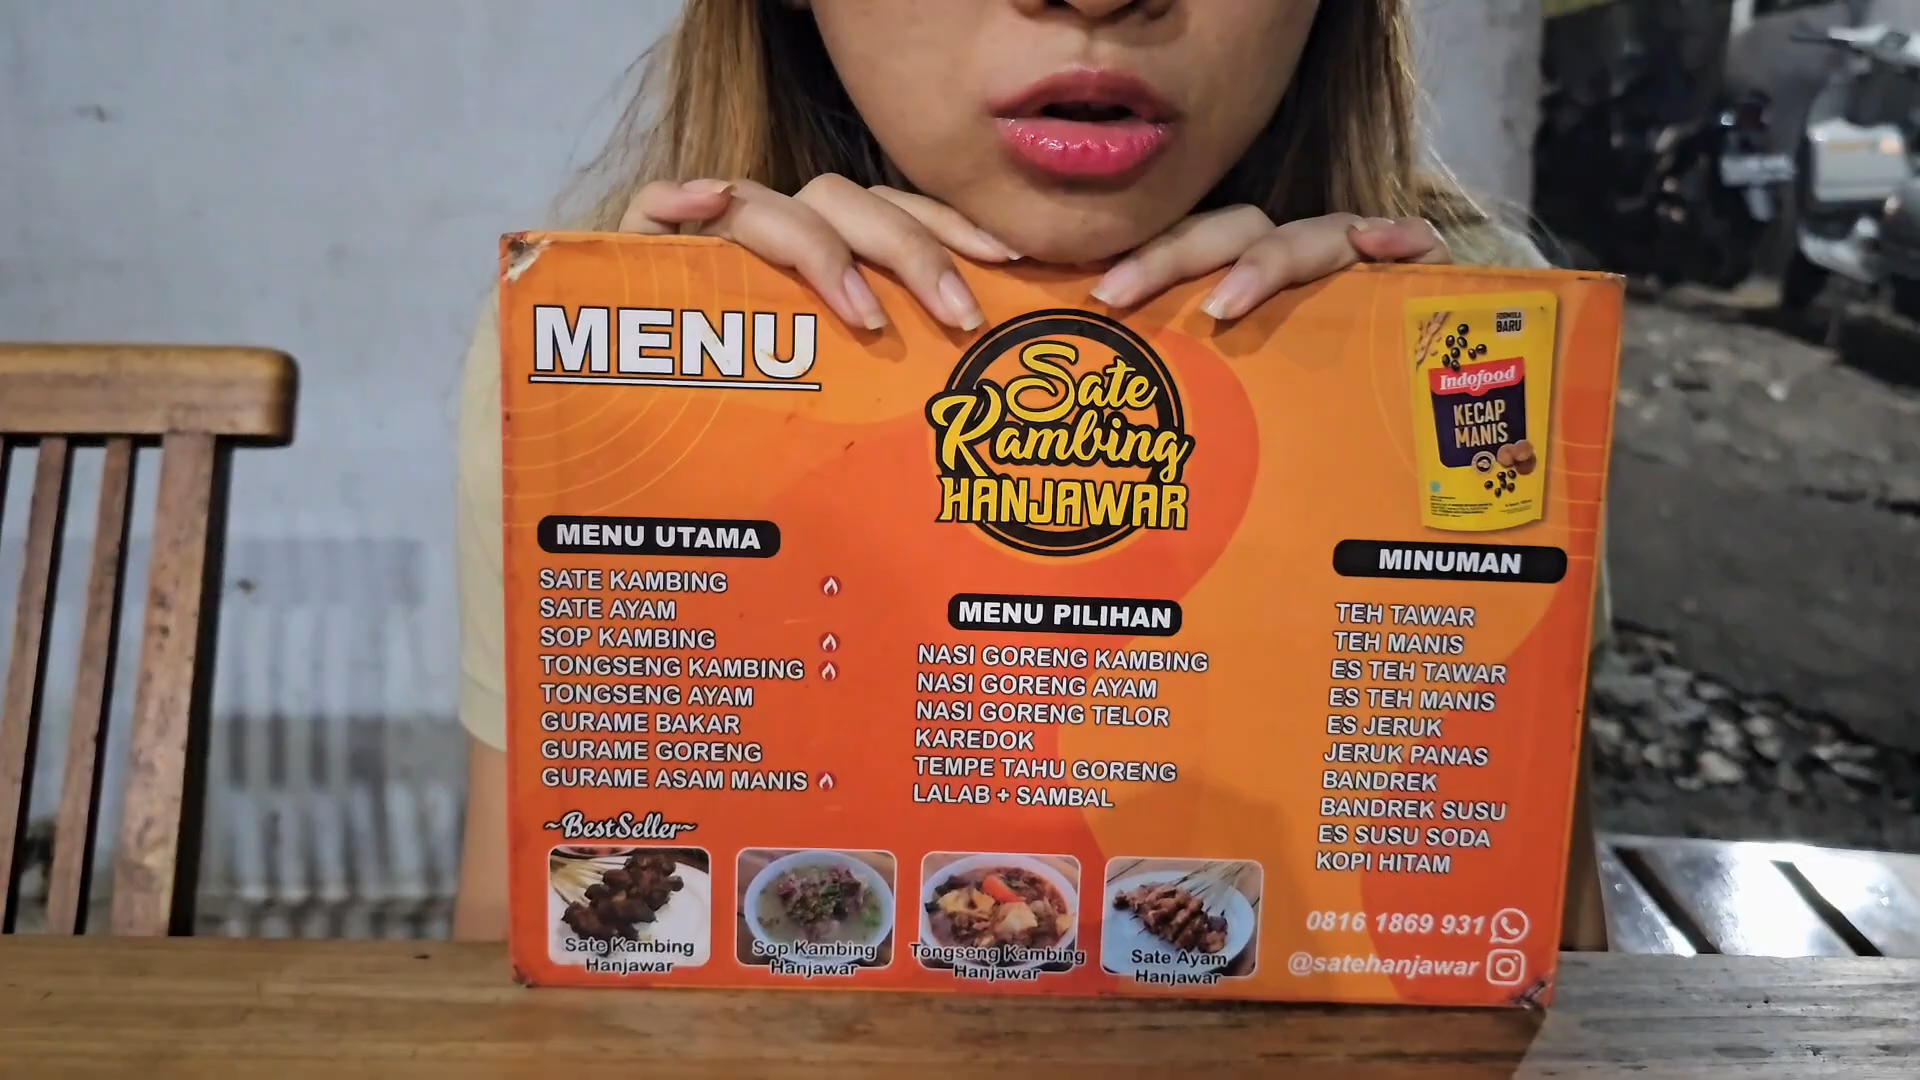 MENU
Sate
Kambing
HANJAWAR
FORMULA
BARU
Indofood
KECAP
MANIS
MENU UTAMA
SATE KAMBING
SATE AYAM
SOP KAMBING
TONGSENG KAMBING
TONGSENG AYAM
GURAME BAKAR
GURAME GORENG
GURAME ASAM MANIS
MENU PILIHAN
NASI GORENG KAMBING
NASI GORENG AYAM
NASI GORENG TELOR
KAREDOK
TEMPE TAHU GORENG
LALAB + SAMBAL
MINUMAN
TEH TAWAR
TEH MANIS
ES TEH TAWAR
ES TEH MANIS
ES JERUK
JERUK PANAS
BANDREK
BANDREK SUSU
ES SUSU SODA
KOPI HITAM
~BestSeller~
Sate Kambing
Hanjawar
Sop Kambing
Hanjawar
Tongseng Kambing
Hanjawar
Sate Ayam
Hanjawar
0816 1869 931
@satehanjawar